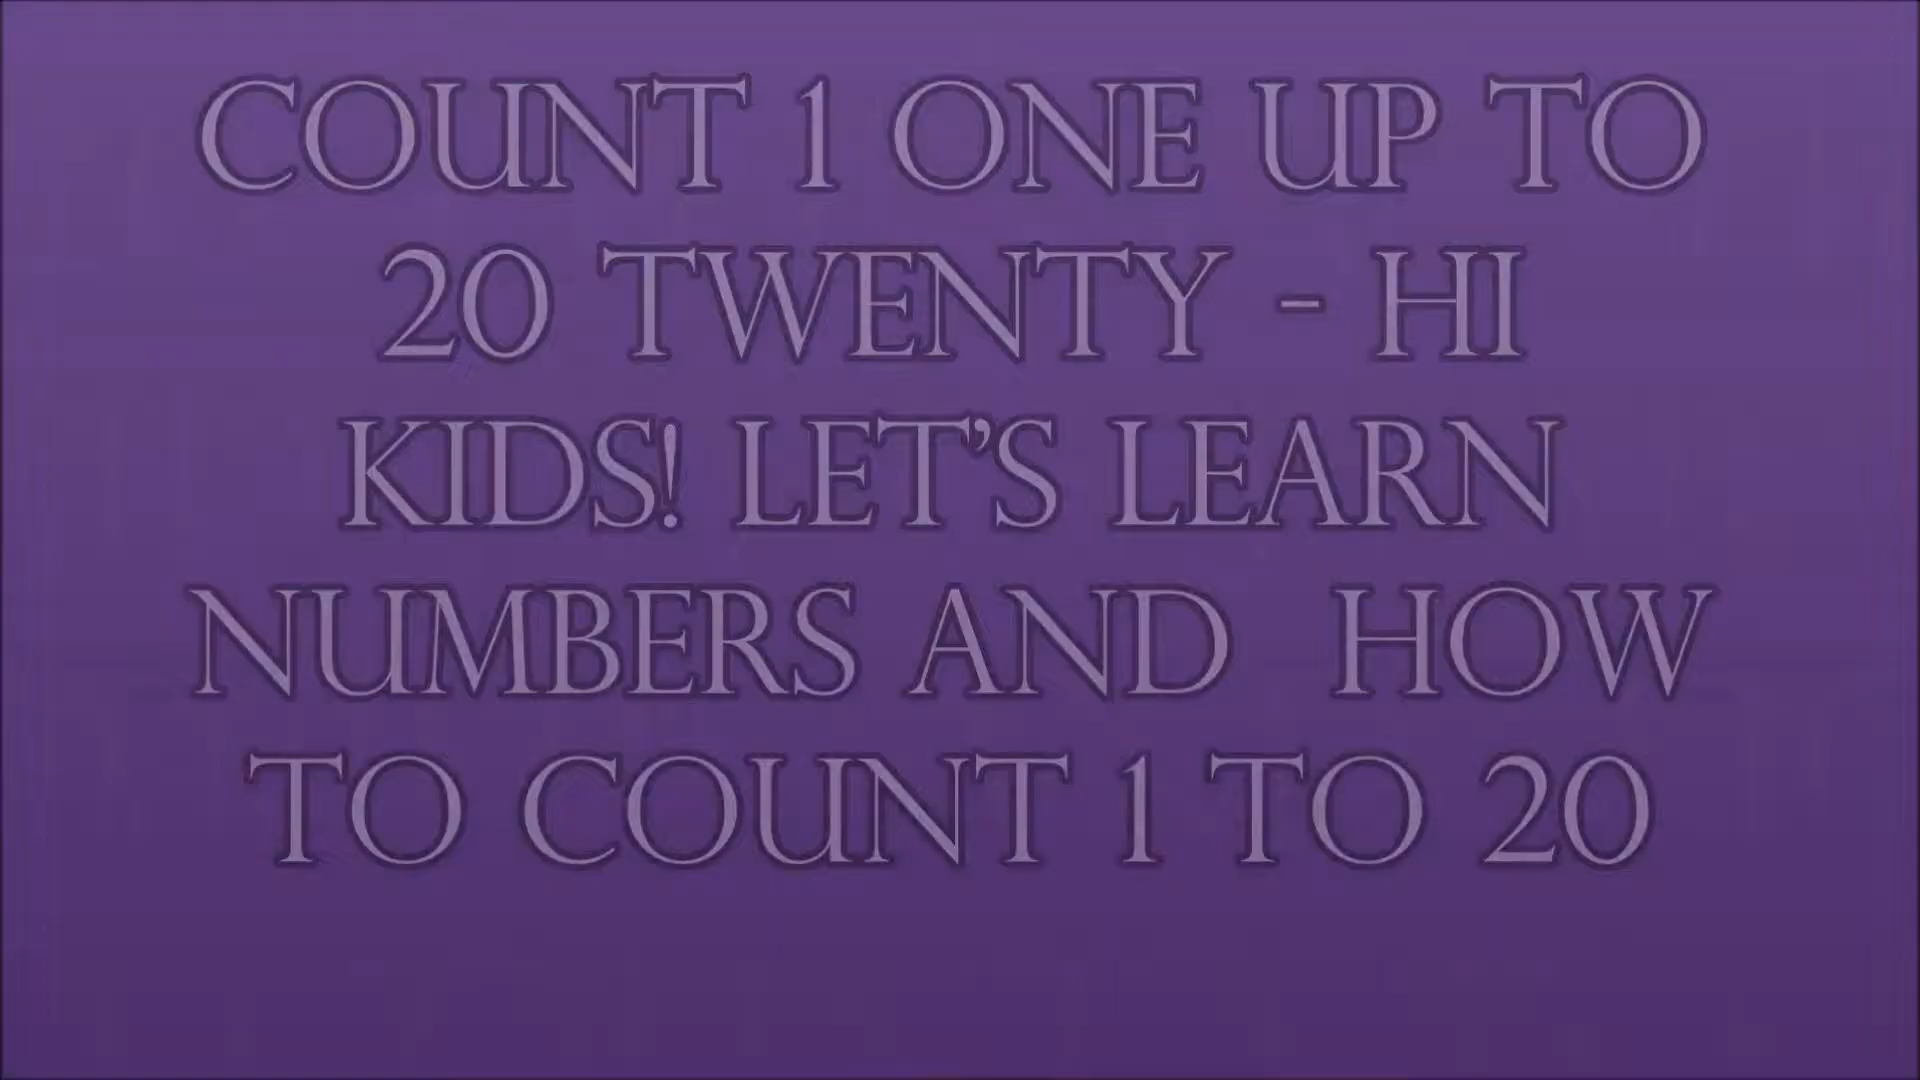 COUNT 1 ONE UP TO
20 TWENTY - HI
KIDS! LET'S LEARN
NUMBERS AND HOW
TO COUNT 1 TO 20